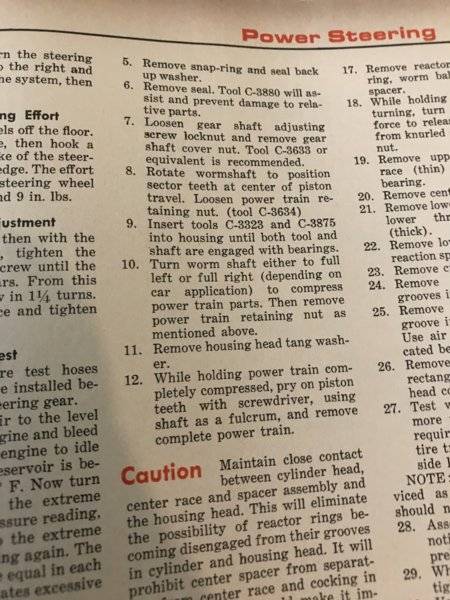 Power Steering
rn the steering
o the right and
he system, then
ng Effort
els off the floor.
e, then hook a
ke of the steer-
edge. The effort
steering wheel
nd 9 in. lbs.
justment
then with the
, tighten the
crew until the
ars. From this
v in 1¼ turns.
ce and tighten
est
re test hoses
e installed be-
eering gear.
ir to the level
gine and bleed
engine to idle
eservoir is be-
° F. Now turn
the extreme
ssure reading,
o the extreme
ng again. The
equal in each
ates excessive
5. Remove snap-ring and seal back
up washer.
6. Remove seal. Tool C-3880 will as-
sist and prevent damage to rela-
tive parts.
7. Loosen gear shaft adjusting
screw locknut and remove gear
shaft cover nut. Tool C-3633 or
equivalent is recommended.
8. Rotate wormshaft to position
sector teeth at center of piston
travel. Loosen power train re-
taining nut. (tool C-3634)
9. Insert tools C-3323 and C-3875
into housing until both tool and
shaft are engaged with bearings.
10. Turn worm shaft either to full
left or full right (depending on
car application) to compress
power train parts. Then remove
power train retaining nut as
mentioned above.
11. Remove housing head tang wash-
er.
12. While holding power train com-
pletely compressed, pry on piston
teeth with screwdriver, using
shaft as a fulcrum, and remove
complete power train.
Caution Maintain close contact
between cylinder head,
center race and spacer assembly and
the housing head. This will eliminate
the possibility of reactor rings be-
coming disengaged from their grooves
in cylinder and housing head. It will
prohibit center spacer from separat-
from center race and cocking in
make it im-
17. Remove reactor
ring, worm bal
spacer.
18. While holding
turning, turn
force to relea
from knurled
nut.
19. Remove upp
race (thin)
bearing.
20. Remove cent
21. Remove low
lower thr
(thick).
22. Remove lo
reaction sp
23. Remove c
24. Remove
grooves i
25. Remove
groove i
Use air
cated be
26. Remove
rectang
head co
27. Test v
more
requir
tire t
side l
NOTE:
viced as
should n
28. Ass
noti
pre
29. Wh